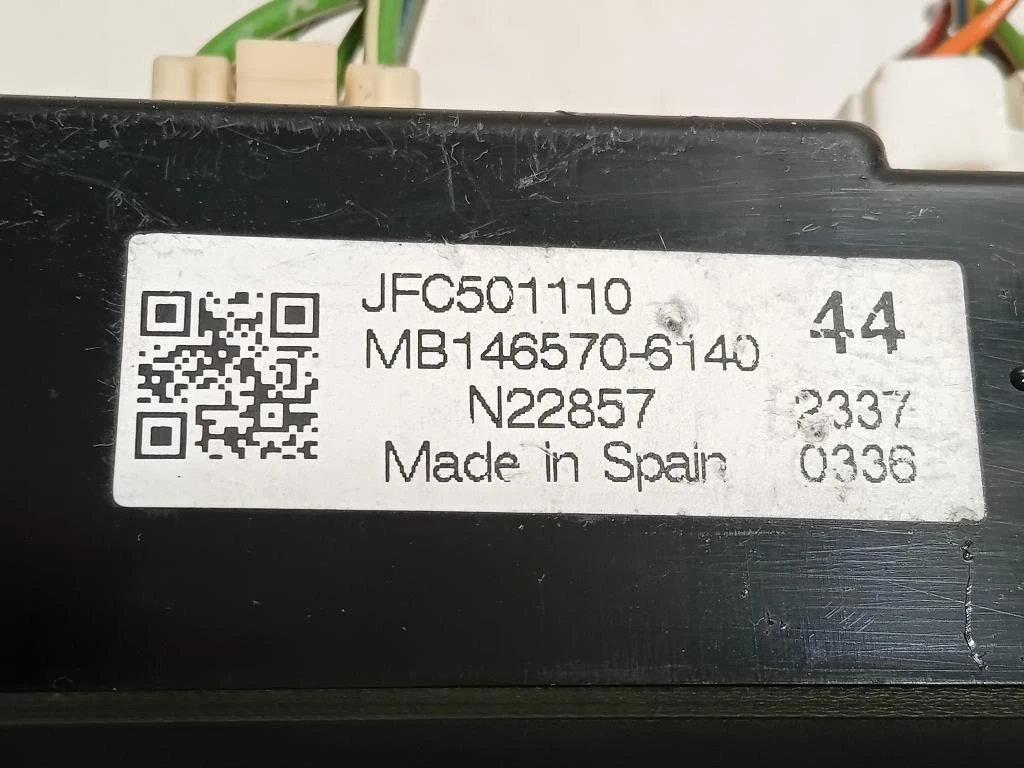 JFC501110
44
MB146570-6140
N22857
2337
Made in Spain
0336